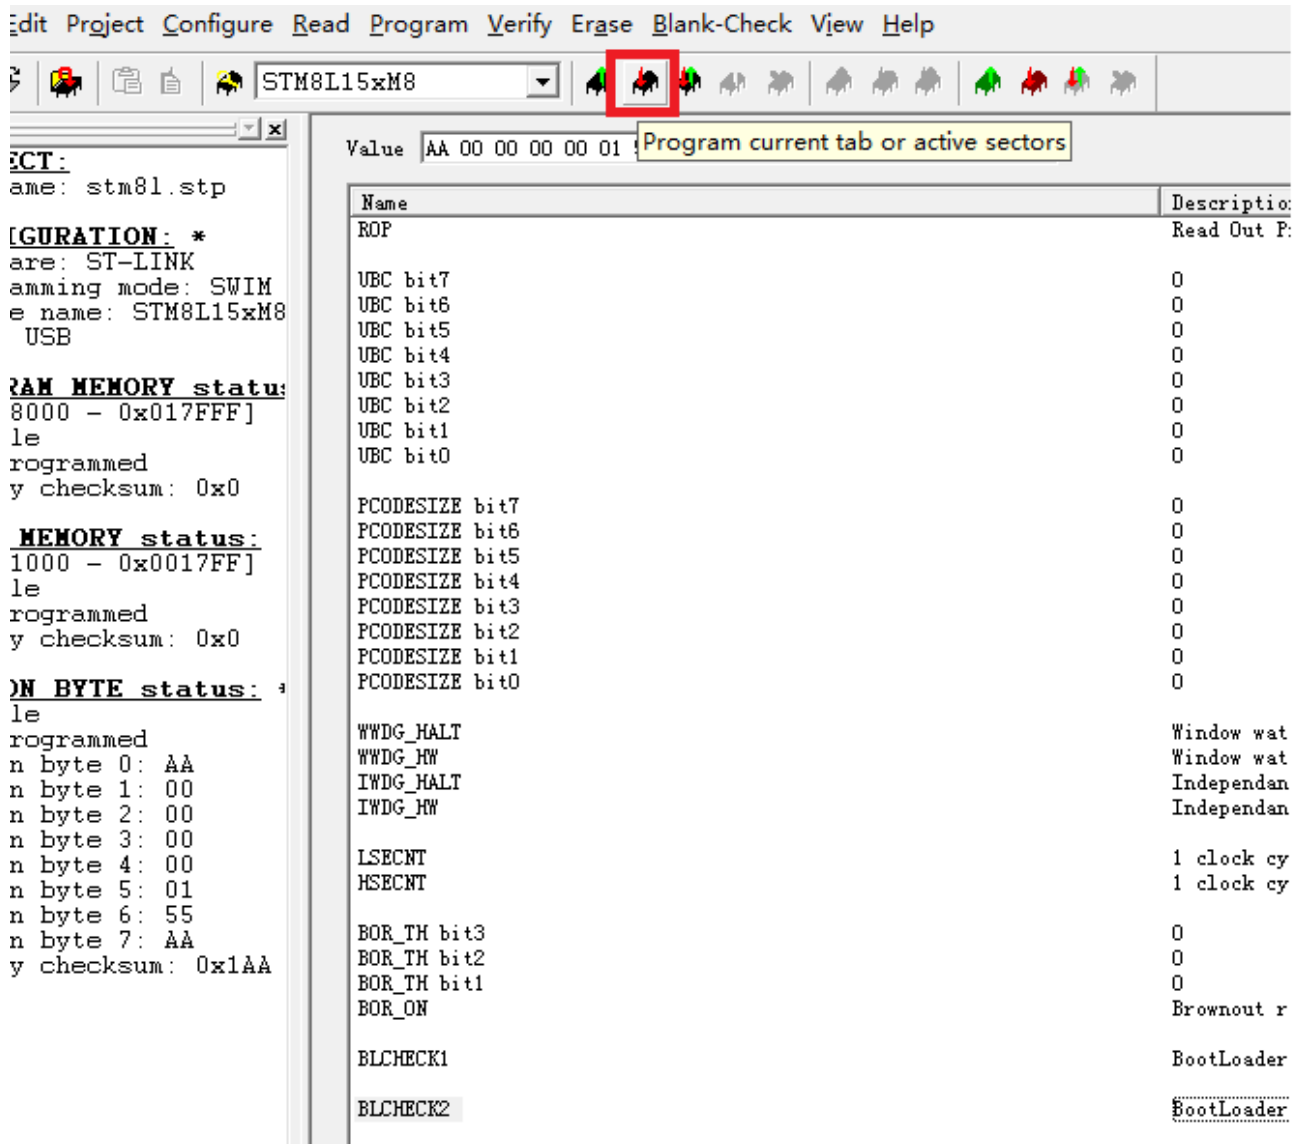 Edit Project Configure Read Program Verify Erase Blank-Check View Help
STM8L15xM8
Program current tab or active sectors
Value AA 00 00 00 00 01
ECT:
ame: stm8l.stp
IGURATION: *
are: ST-LINK
amming mode: SWIM
e name: STM8L15xM8
USB
RAM MEMORY status
8000 - 0x017FFF]
le
rogrammed
y checksum: 0x0
MEMORY status:
1000 - 0x0017FF]
le
rogrammed
y checksum: 0x0
ON BYTE status: *
le
rogrammed
n byte 0: AA
n byte 1: 00
n byte 2: 00
n byte 3: 00
n byte 4: 00
n byte 5: 01
n byte 6: 55
n byte 7: AA
y checksum: 0x1AA
Name Descriptio
ROP Read Out P
UBC bit7 0
UBC bit6 0
UBC bit5 0
UBC bit4 0
UBC bit3 0
UBC bit2 0
UBC bit1 0
UBC bit0 0
PCODESIZE bit7 0
PCODESIZE bit6 0
PCODESIZE bit5 0
PCODESIZE bit4 0
PCODESIZE bit3 0
PCODESIZE bit2 0
PCODESIZE bit1 0
PCODESIZE bit0 0
WWDG_HALT Window wat
WWDG_HW Window wat
IWDG_HALT Independan
IWDG_HW Independan
LSECNT 1 clock cy
HSECNT 1 clock cy
BOR_TH bit3 0
BOR_TH bit2 0
BOR_TH bit1 0
BOR_ON Brownout r
BLCHECK1 BootLoader
BLCHECK2 BootLoader